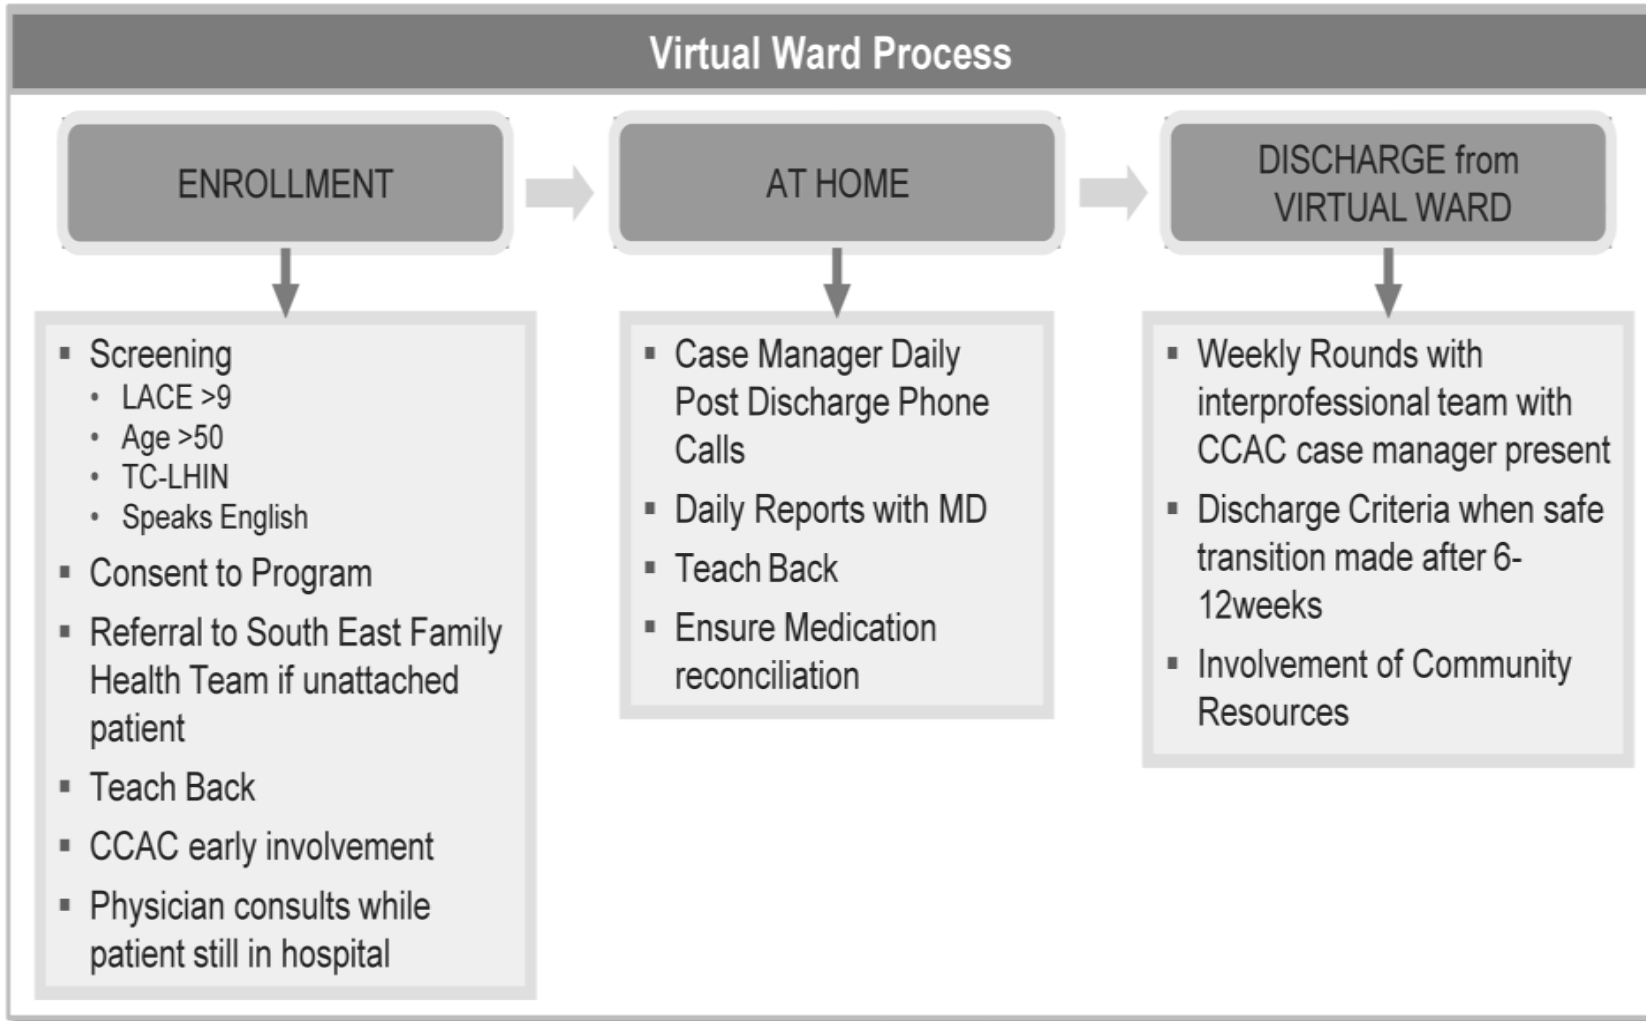 Virtual Ward Process
ENROLLMENT
▪ Screening
• LACE >9
• Age >50
• TC-LHIN
• Speaks English
▪ Consent to Program
▪ Referral to South East Family
Health Team if unattached
patient
▪ Teach Back
▪ CCAC early involvement
▪ Physician consults while
patient still in hospital
AT HOME
▪ Case Manager Daily
Post Discharge Phone
Calls
▪ Daily Reports with MD
▪ Teach Back
▪ Ensure Medication
reconciliation
DISCHARGE from
VIRTUAL WARD
▪ Weekly Rounds with
interprofessional team with
CCAC case manager present
▪ Discharge Criteria when safe
transition made after 6-
12weeks
▪ Involvement of Community
Resources